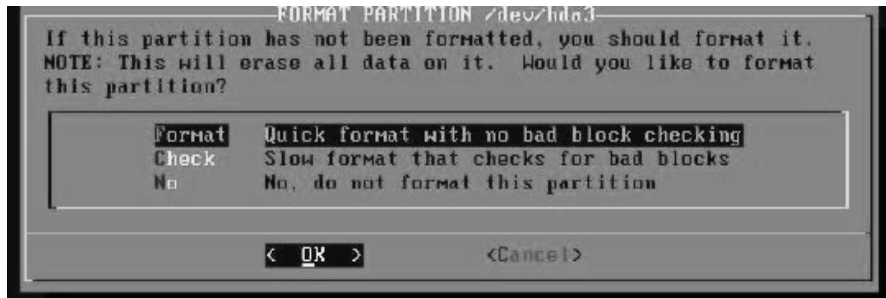 FORMAT PARTITION /dev/hda3
If this partition has not been formatted, you should format it.
NOTE: This will erase all data on it.  Would you like to format
this partition?
Format  Quick format with no bad block checking
Check  Slow format that checks for bad blocks
No  No, do not format this partition
< OK >  <Cancel>